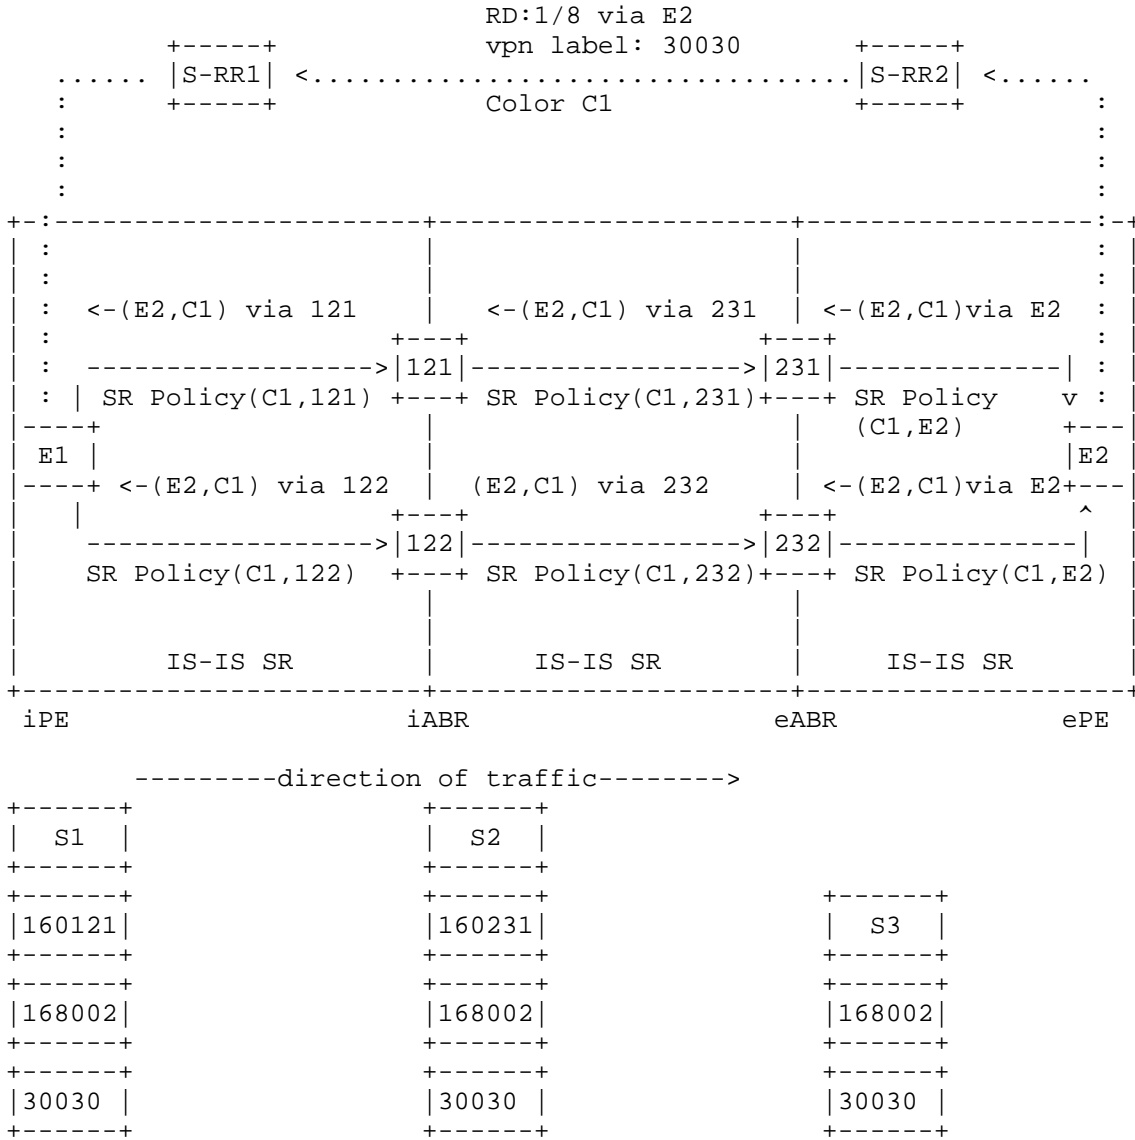 RD:1/8 via E2
+-----+ vpn label: 30030 +-----+
...... |S-RR1| <..................................|S-RR2| <......
: +-----+ Color C1 +-----+ :
: :
: :
: :
+-:-----------------------+----------------------+------------------:-+
| : | | : |
| : | | : |
| : <-(E2,C1) via 121 | <-(E2,C1) via 231 | <-(E2,C1)via E2 : |
| : +---+ +---+ : |
| : ------------------>|121|----------------->|231|--------------| : |
| : | SR Policy(C1,121) +---+ SR Policy(C1,231)+---+ SR Policy v : |
|----+ | | (C1,E2) +---|
| E1 | | | |E2 |
|----+ <-(E2,C1) via 122 | (E2,C1) via 232 | <-(E2,C1)via E2+---|
| | +---+ +---+ ^ |
| ------------------>|122|----------------->|232|---------------| |
| SR Policy(C1,122) +---+ SR Policy(C1,232)+---+ SR Policy(C1,E2) |
| | | |
| | | |
| IS-IS SR | IS-IS SR | IS-IS SR |
+-------------------------+----------------------+--------------------+
iPE iABR eABR ePE
---------direction of traffic-------->
+------+ +------+
| S1 | | S2 |
+------+ +------+
+------+ +------+ +------+
|160121| |160231| | S3 |
+------+ +------+ +------+
+------+ +------+ +------+
|168002| |168002| |168002|
+------+ +------+ +------+
+------+ +------+ +------+
|30030 | |30030 | |30030 |
+------+ +------+ +------+